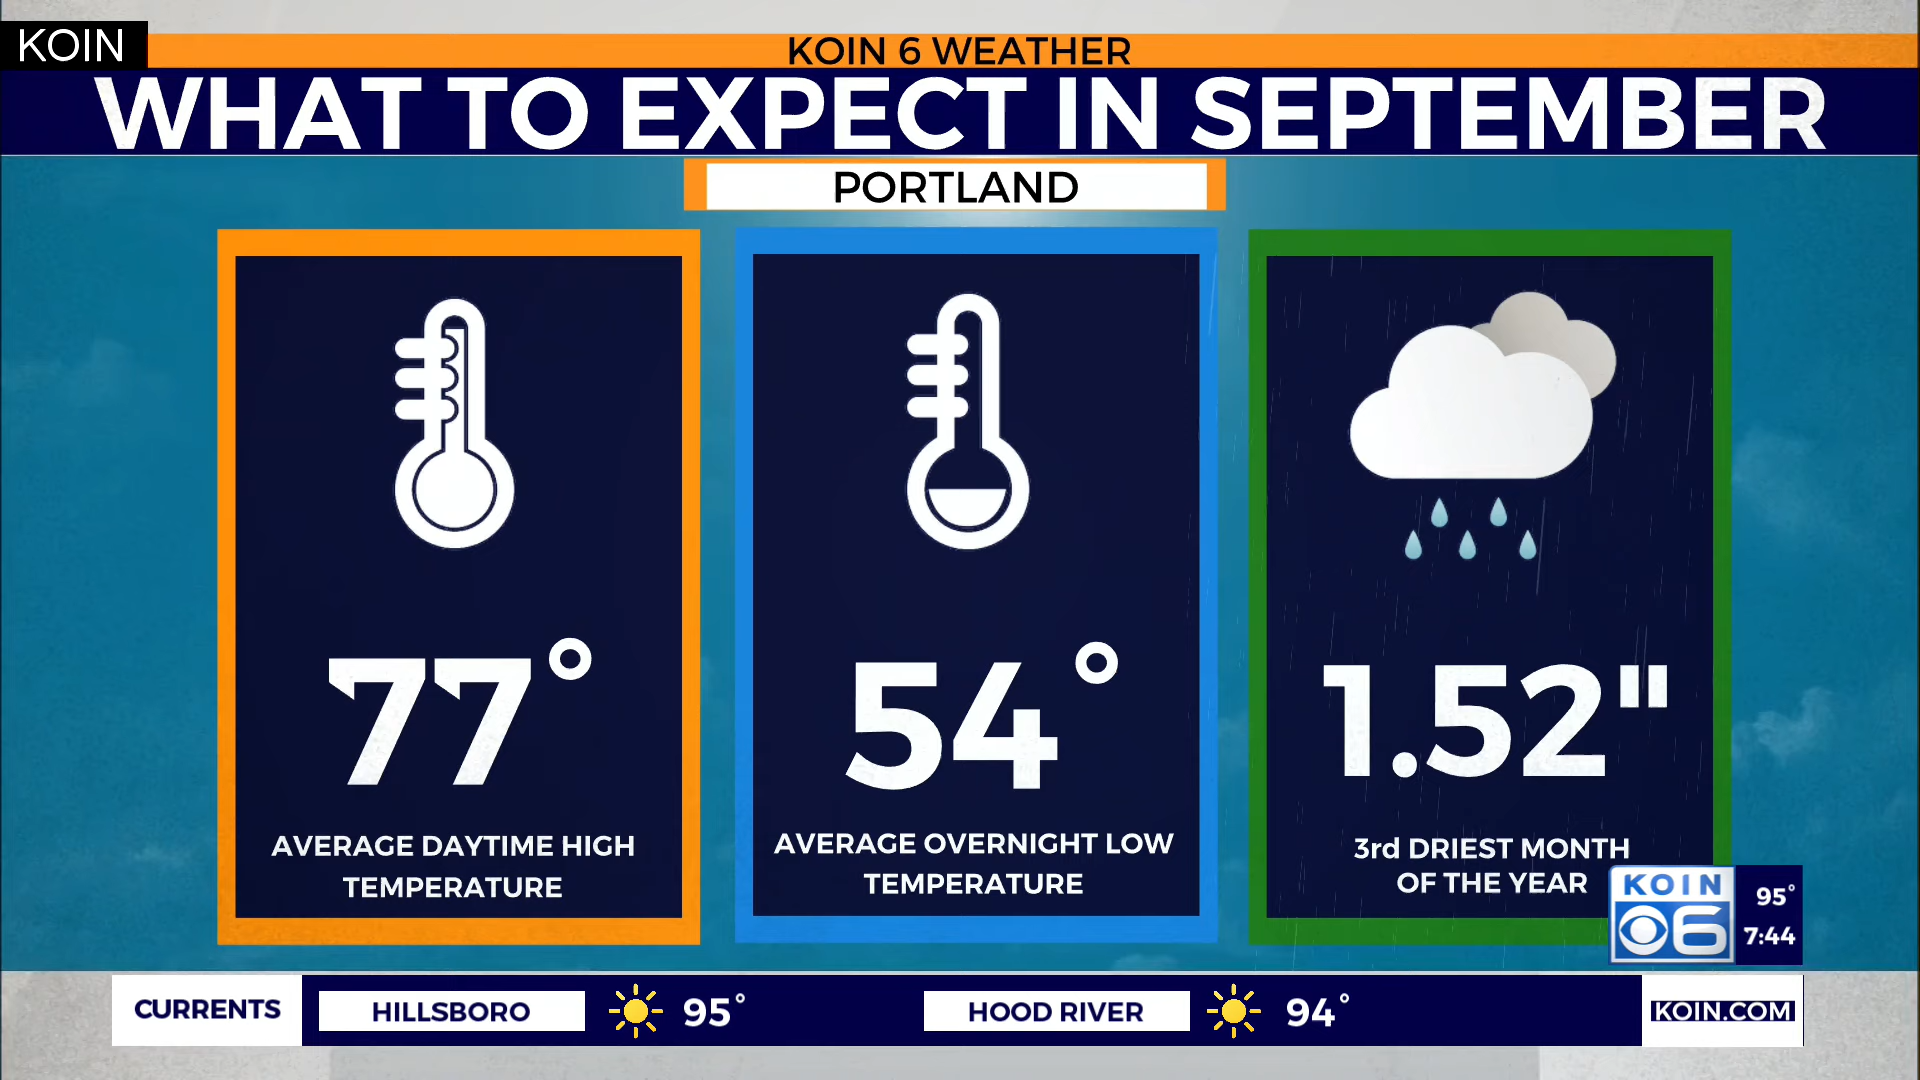 KOIN
KOIN 6 WEATHER
WHAT TO EXPECT IN SEPTEMBER
PORTLAND
77°
AVERAGE DAYTIME HIGH
TEMPERATURE
54°
AVERAGE OVERNIGHT LOW
TEMPERATURE
1.52"
3rd DRIEST MONTH
OF THE YEAR
KOIN
6
95°
7:44
CURRENTS
HILLSBORO
95°
HOOD RIVER
94°
KOIN.COM